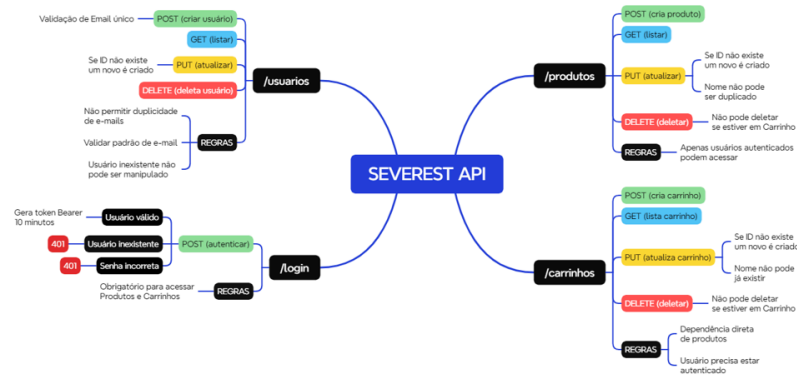 SEVEREST API
/usuarios
POST (criar usuário)
Validação de Email único
GET (listar)
PUT (atualizar)
Se ID não existe
um novo é criado
DELETE (deleta usuário)
REGRAS
Não permitir duplicidade
de e-mails
Validar padrão de e-mail
Usuário inexistente não
pode ser manipulado
/login
POST (autenticar)
Usuário válido
Gera token Bearer
10 minutos
Usuário inexistente
401
Senha incorreta
401
REGRAS
Obrigatório para acessar
Produtos e Carrinhos
/produtos
POST (cria produto)
GET (listar)
PUT (atualizar)
Se ID não existe
um novo é criado
Nome não pode
ser duplicado
DELETE (deletar)
Não pode deletar
se estiver em Carrinho
REGRAS
Apenas usuários autenticados
podem acessar
/carrinhos
POST (cria carrinho)
GET (lista carrinho)
PUT (atualiza carrinho)
Se ID não existe
um novo é criado
Nome não pode
já existir
DELETE (deletar)
Não pode deletar
se estiver em Carrinho
REGRAS
Dependência direta
de produtos
Usuário precisa estar
autenticado